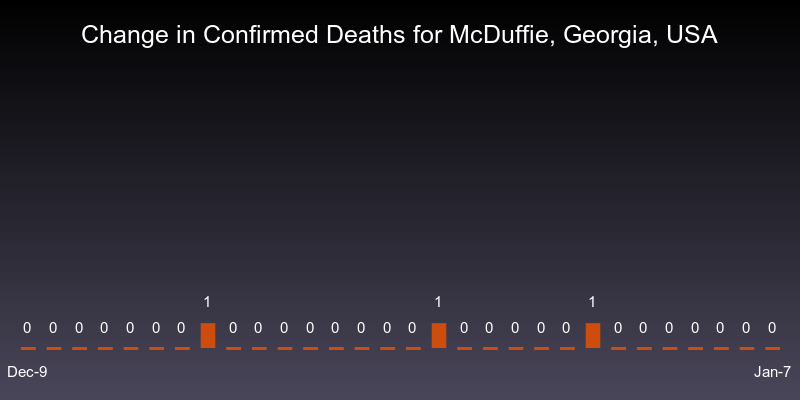 Change in Confirmed Deaths for McDuffie, Georgia, USA
1 1 1
0 0 0 0 0 0 0 0 0 0 0 0 0 0 0 0 0 0 0 0 0 0 0 0 0 0 0
Dec-9 Jan-7